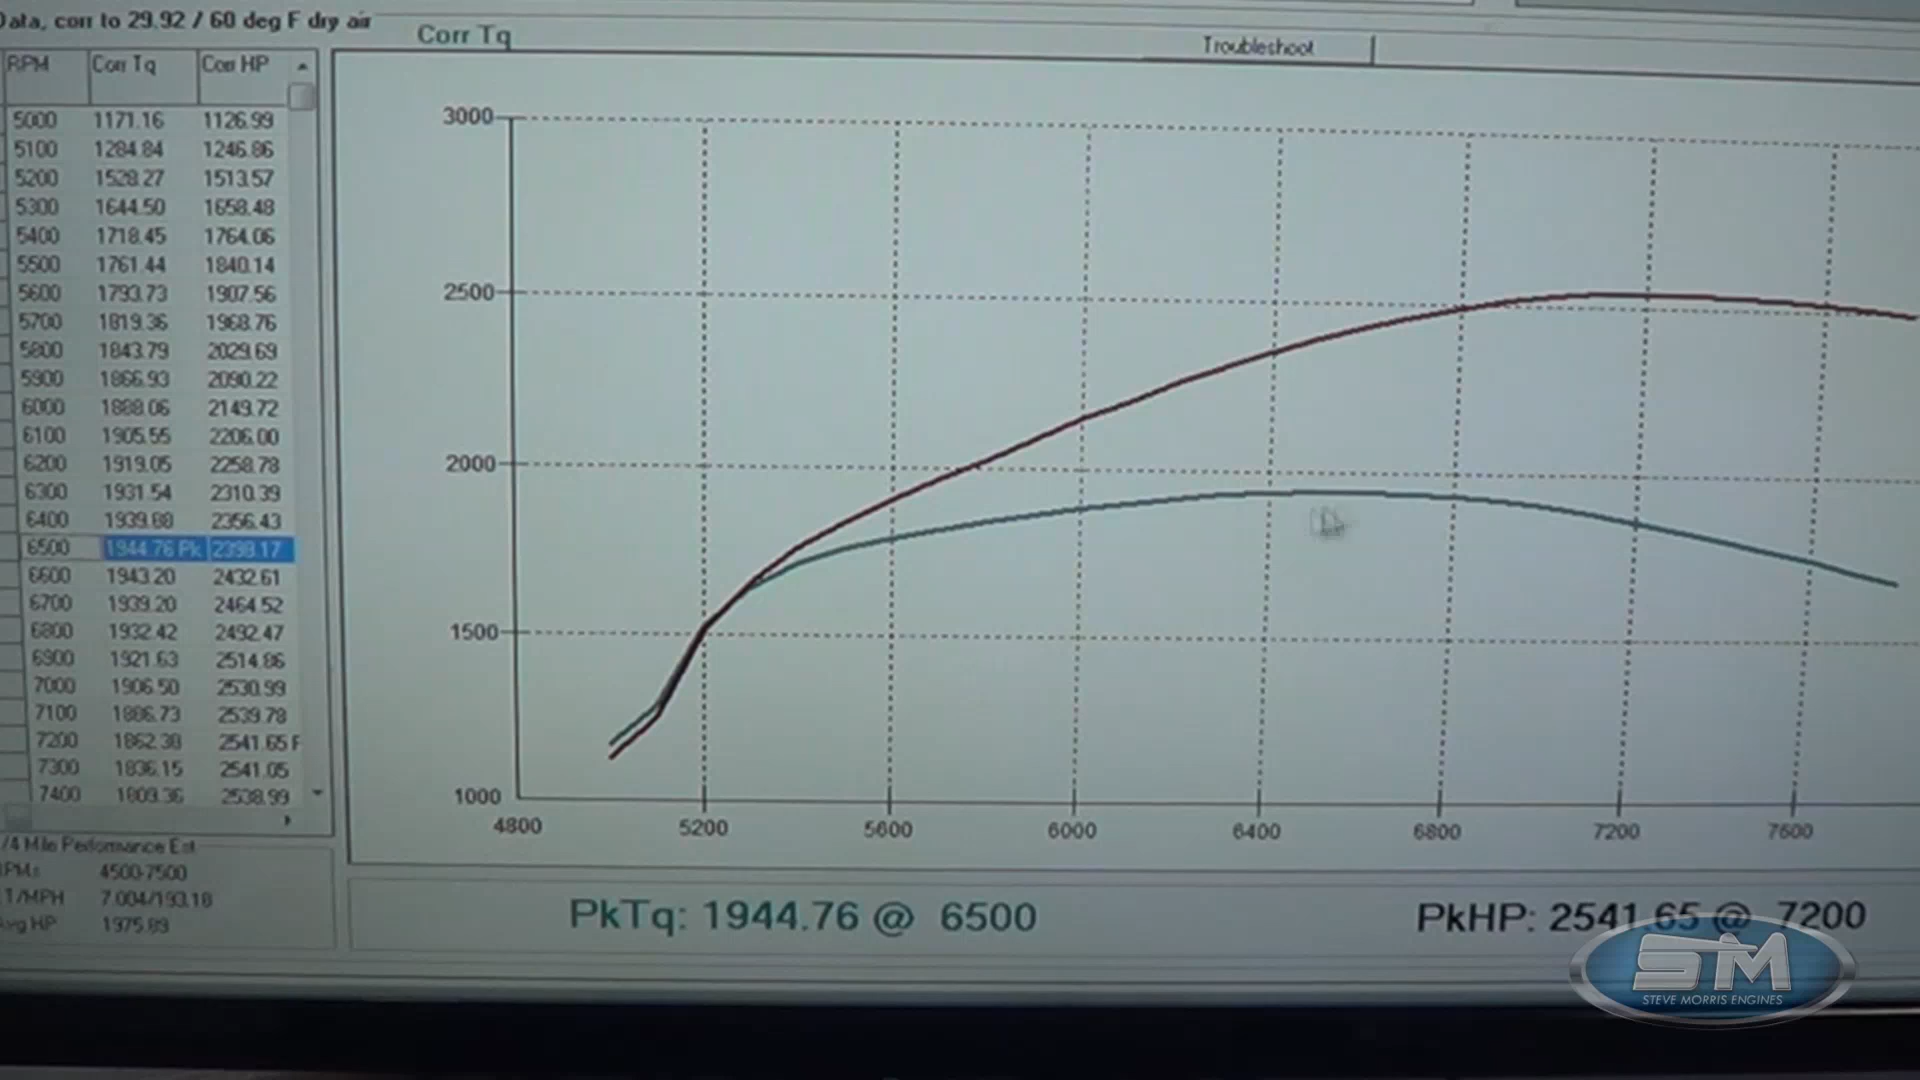 Data, corr to 29.92 / 60 deg F dry air
Corr Tq
Troubleshoot
RPM Corr Tq Corr HP
5000 1171.16 1126.99
5100 1284.84 1246.86
5200 1528.27 1513.57
5300 1644.50 1658.48
5400 1718.45 1764.06
5500 1761.44 1840.14
5600 1793.73 1907.56
5700 1819.36 1968.76
5800 1843.79 2029.69
5900 1866.93 2090.22
6000 1888.06 2149.72
6100 1905.55 2206.00
6200 1919.05 2258.78
6300 1931.54 2310.39
6400 1939.88 2356.43
6500 1944.76 Pk 2398.17
6600 1943.20 2432.61
6700 1939.20 2464.52
6800 1932.42 2492.47
6900 1921.63 2514.86
7000 1906.50 2530.99
7100 1886.73 2539.78
7200 1862.38 2541.65 P
7300 1836.15 2541.05
7400 1809.36 2538.99
/4 Mile Performance Est
RPMs 4500-7500
ET/MPH 7.004/193.18
Avg HP 1975.89
3000
2500
2000
1500
1000
4800 5200 5600 6000 6400 6800 7200 7600
PkTq: 1944.76 @ 6500
PkHP: 2541.65 @ 7200
SM
STEVE MORRIS ENGINES